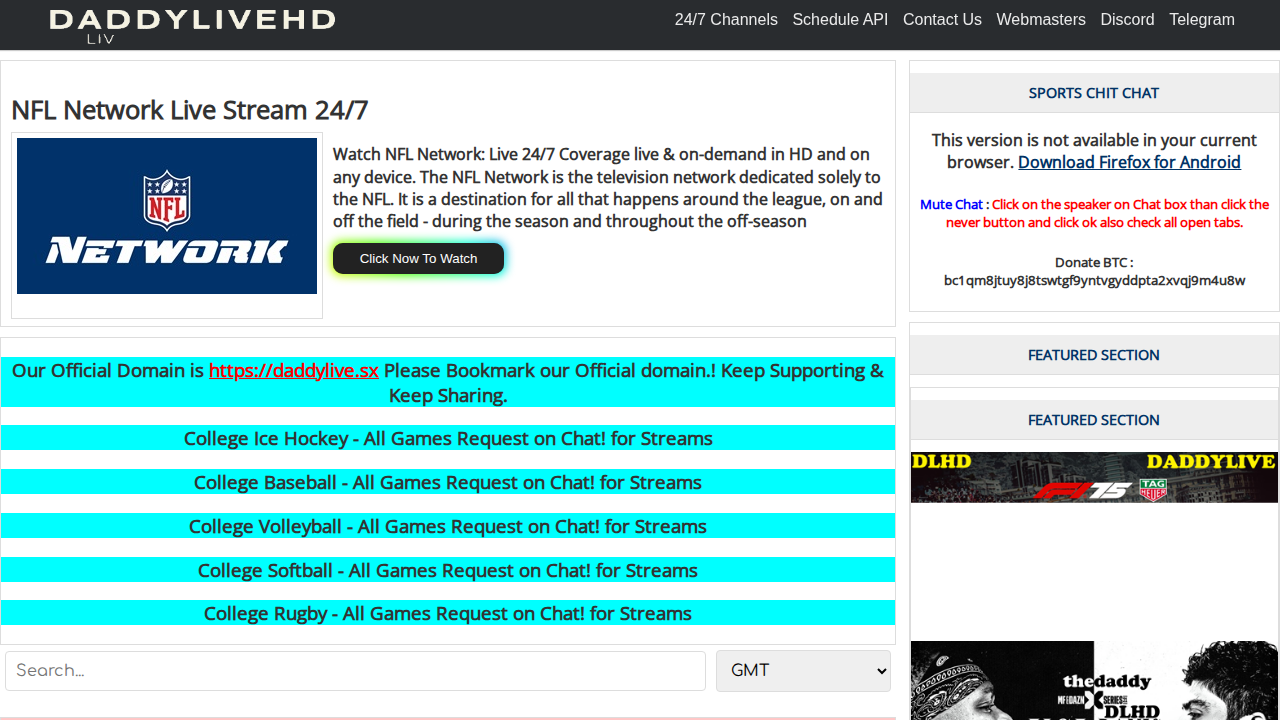 DADDYLIVEHD
LIV
24/7 Channels Schedule API Contact Us Webmasters Discord Telegram
NFL Network Live Stream 24/7
NFL
NETWORK
Watch NFL Network: Live 24/7 Coverage live & on-demand in HD and on
any device. The NFL Network is the television network dedicated solely to
the NFL. It is a destination for all that happens around the league, on and
off the field - during the season and throughout the off-season
Click Now To Watch
Our Official Domain is https://daddylive.sx Please Bookmark our Official domain.! Keep Supporting &
Keep Sharing.
College Ice Hockey - All Games Request on Chat! for Streams
College Baseball - All Games Request on Chat! for Streams
College Volleyball - All Games Request on Chat! for Streams
College Softball - All Games Request on Chat! for Streams
College Rugby - All Games Request on Chat! for Streams
Search...
GMT
SPORTS CHIT CHAT
This version is not available in your current
browser. Download Firefox for Android
Mute Chat : Click on the speaker on Chat box than click the
never button and click ok also check all open tabs.
Donate BTC :
bc1qm8jtuy8j8tswtgf9yntvgyddpta2xvqj9m4u8w
FEATURED SECTION
FEATURED SECTION
DLHD DADDYLIVE
F1 75 TAG HEUER
thedaddy
MF|DAZN X SERIES
DLHD